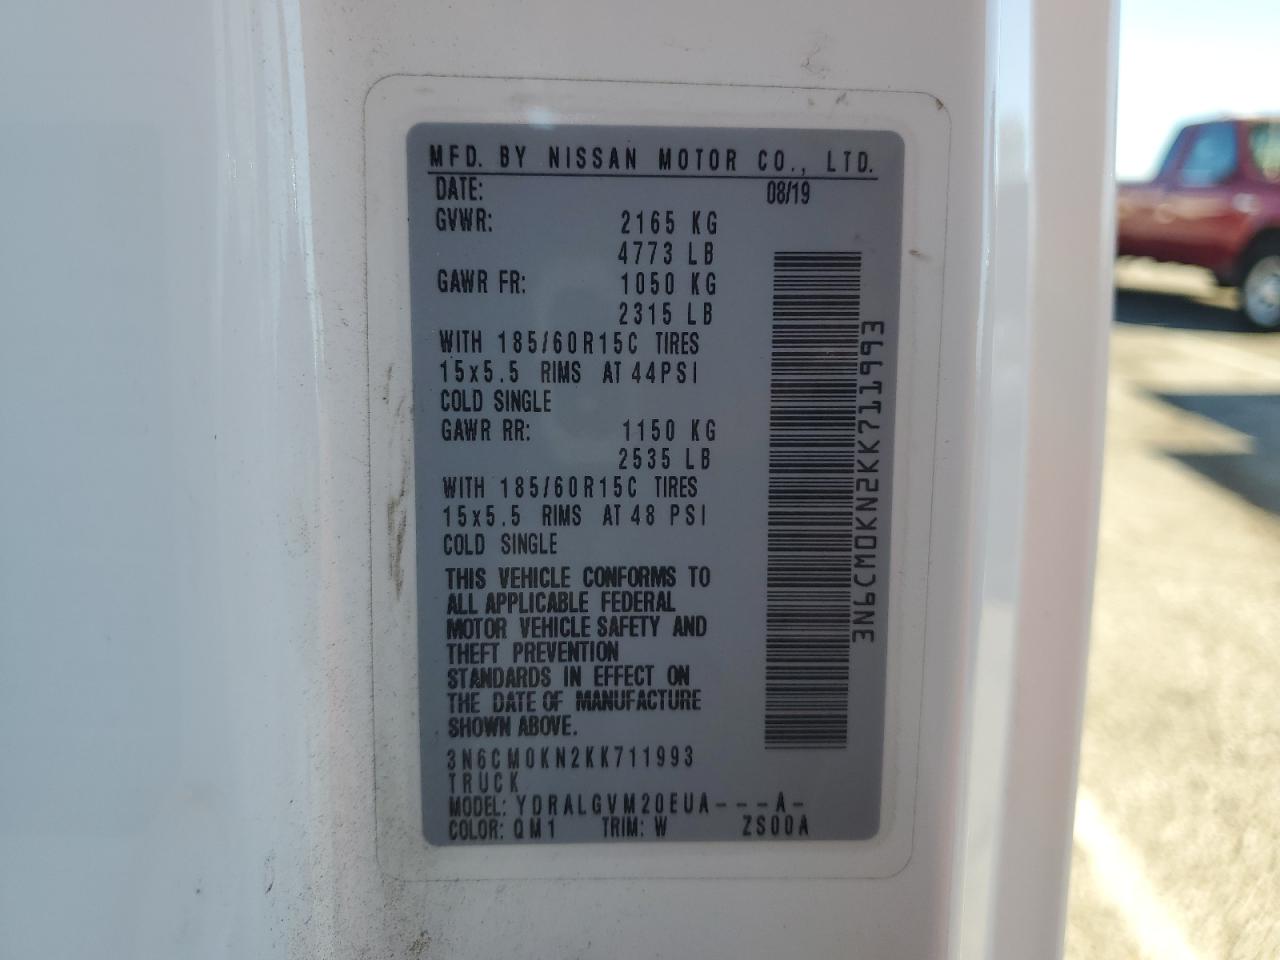 MFD. BY NISSAN MOTOR CO., LTD.
DATE: 08/19
GVWR: 2165 KG
4773 LB
GAWR FR: 1050 KG
2315 LB
WITH 185/60R15C TIRES
15x5.5 RIMS AT 44PSI
COLD SINGLE
GAWR RR: 1150 KG
2535 LB
WITH 185/60R15C TIRES
15x5.5 RIMS AT 48 PSI
COLD SINGLE
THIS VEHICLE CONFORMS TO
ALL APPLICABLE FEDERAL
MOTOR VEHICLE SAFETY AND
THEFT PREVENTION
STANDARDS IN EFFECT ON
THE DATE OF MANUFACTURE
SHOWN ABOVE.
3N6CM0KN2KK711993
TRUCK
MODEL: YDRALGVM20EUA---A-
COLOR: QM1 TRIM: W ZS00A
3N6CM0KN2KK711993